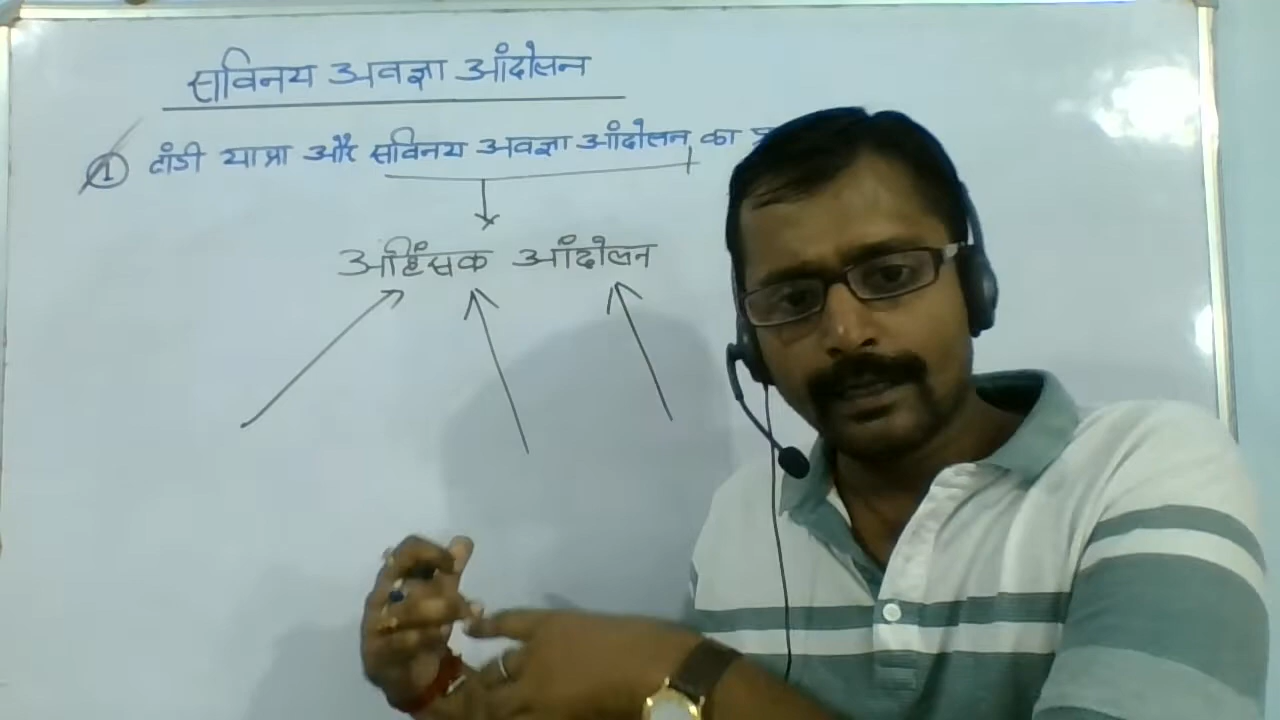 सविनय अवज्ञा आंदोलन
① दांडी यात्रा और सविनय अवज्ञा आंदोलन का
अहिंसक आंदोलन